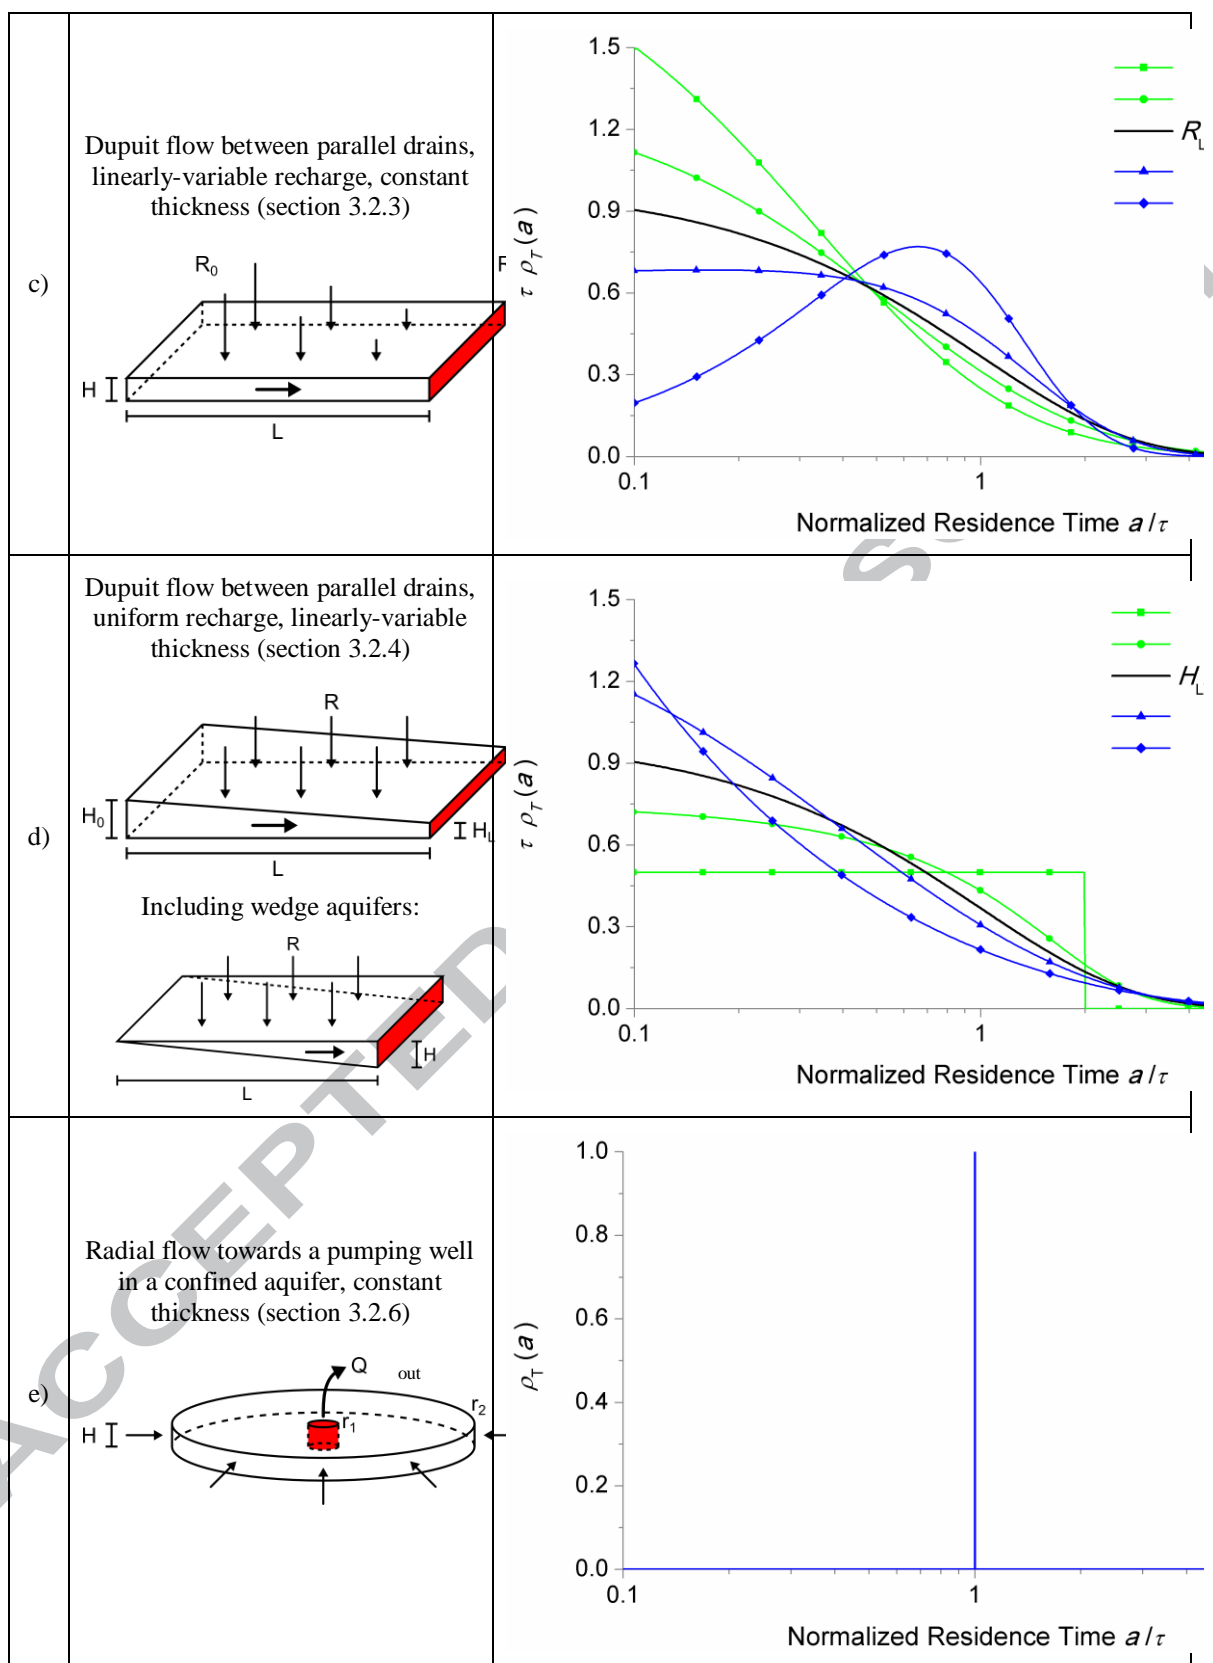 c)
Dupuit flow between parallel drains,
linearly-variable recharge, constant
thickness (section 3.2.3)
R0
R
H
L
τ ρT(a)
1.5
1.2
0.9
0.6
0.3
0.0
0.1
1
Normalized Residence Time a/τ
RL
d)
Dupuit flow between parallel drains,
uniform recharge, linearly-variable
thickness (section 3.2.4)
R
H0
HL
L
Including wedge aquifers:
R
H
L
τ ρT(a)
1.5
1.2
0.9
0.6
0.3
0.0
0.1
1
Normalized Residence Time a/τ
HL
e)
Radial flow towards a pumping well
in a confined aquifer, constant
thickness (section 3.2.6)
Q out
r2
r1
H
ρT(a)
1.0
0.8
0.6
0.4
0.2
0.0
0.1
1
Normalized Residence Time a/τ
ACCEPTED